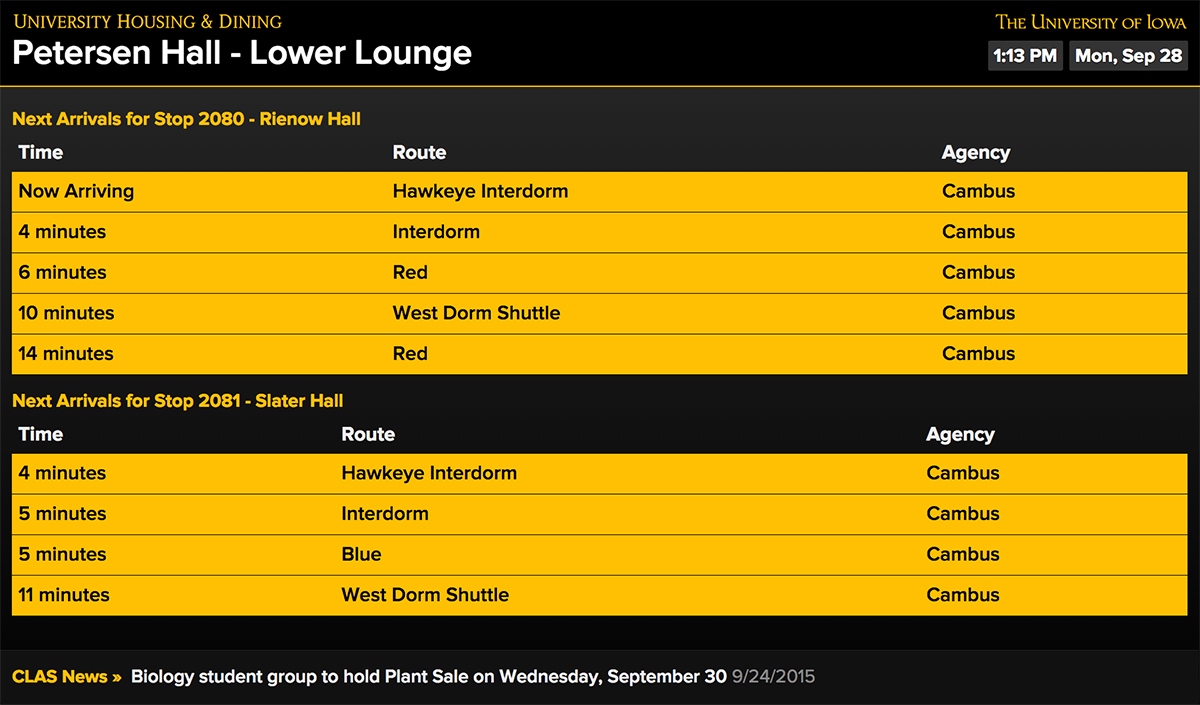 University Housing & Dining
The University of Iowa
Petersen Hall - Lower Lounge
1:13 PM Mon, Sep 28
Next Arrivals for Stop 2080 - Rienow Hall
Time Route Agency
Now Arriving Hawkeye Interdorm Cambus
4 minutes Interdorm Cambus
6 minutes Red Cambus
10 minutes West Dorm Shuttle Cambus
14 minutes Red Cambus
Next Arrivals for Stop 2081 - Slater Hall
Time Route Agency
4 minutes Hawkeye Interdorm Cambus
5 minutes Interdorm Cambus
5 minutes Blue Cambus
11 minutes West Dorm Shuttle Cambus
CLAS News » Biology student group to hold Plant Sale on Wednesday, September 30 9/24/2015